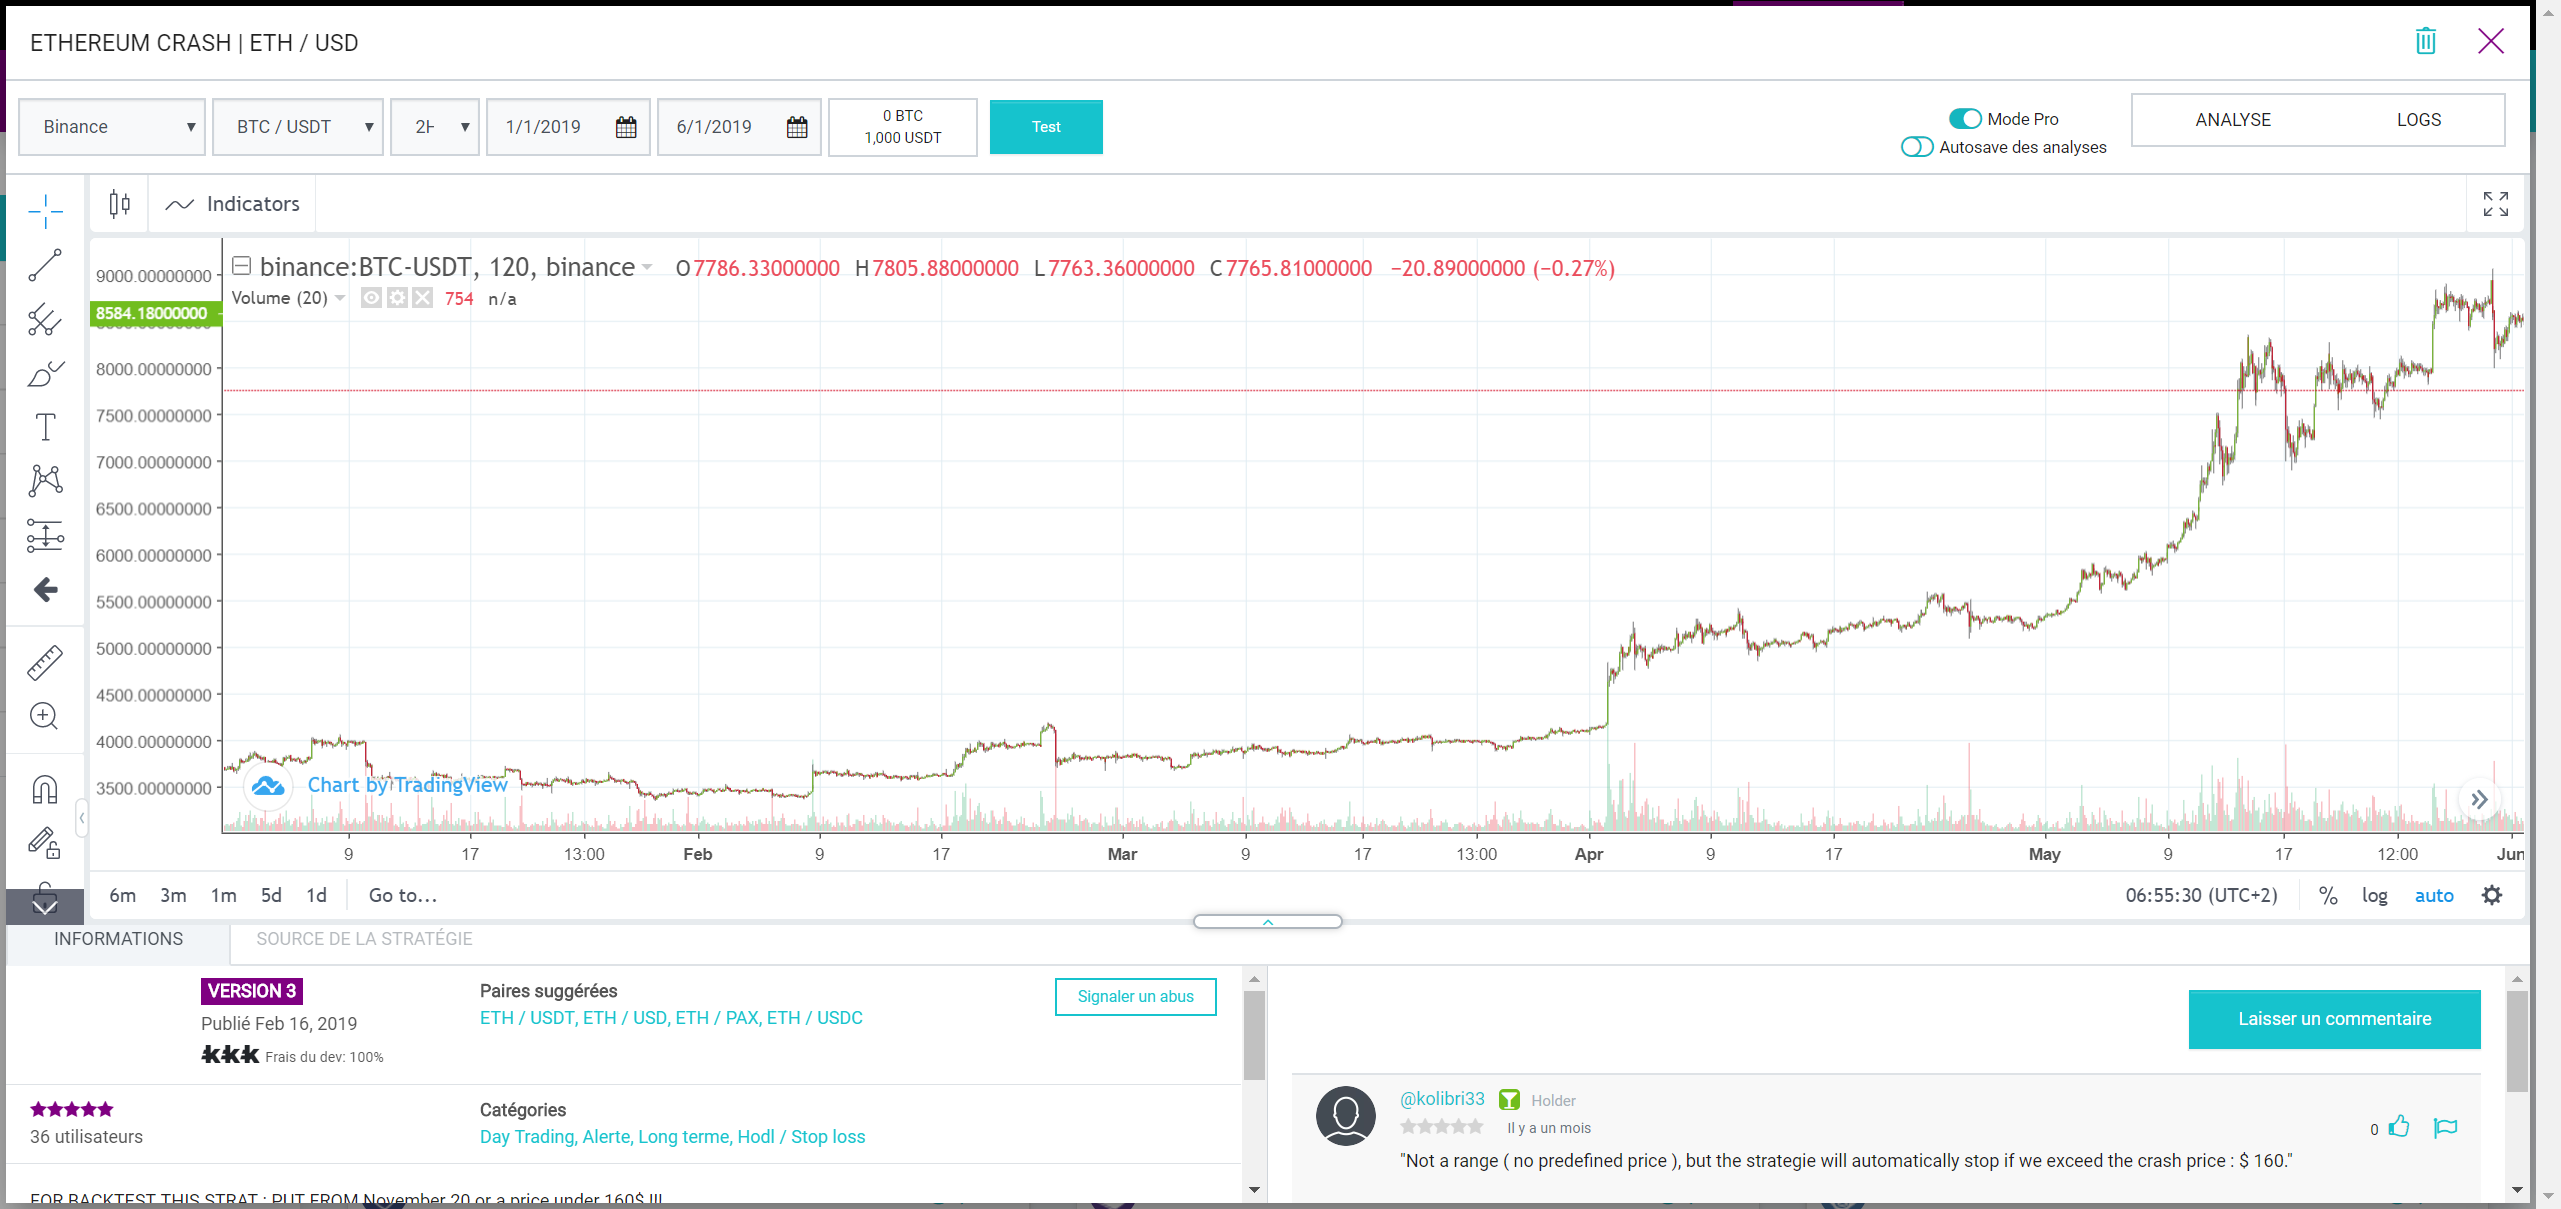 ETHEREUM CRASH | ETH / USD
Binance BTC / USDT 2H 1/1/2019 6/1/2019
0 BTC
1,000 USDT
Test
Mode Pro
Autosave des analyses
ANALYSE LOGS
Indicators
binance:BTC-USDT, 120, binance O7786.33000000 H7805.88000000 L7763.36000000 C7765.81000000 −20.89000000 (−0.27%)
Volume (20) 754 n/a
9000.00000000
8584.18000000
8000.00000000
7500.00000000
7000.00000000
6500.00000000
6000.00000000
5500.00000000
5000.00000000
4500.00000000
4000.00000000
3500.00000000
Chart by TradingView
9 17 13:00 Feb 9 17 Mar 9 17 13:00 Apr 9 17 May 9 17 12:00 Jun
6m 3m 1m 5d 1d Go to... 06:55:30 (UTC+2) % log auto
INFORMATIONS SOURCE DE LA STRATÉGIE
VERSION 3
Publié Feb 16, 2019
Frais du dev: 100%
Paires suggérées
ETH / USDT, ETH / USD, ETH / PAX, ETH / USDC
Signaler un abus
36 utilisateurs
Catégories
Day Trading, Alerte, Long terme, Hodl / Stop loss
FOR BACKTEST THIS STRAT : PUT FROM November 20 or a price under 160$ !!!
Laisser un commentaire
@kolibri33 Holder
Il y a un mois
0
"Not a range ( no predefined price ), but the strategie will automatically stop if we exceed the crash price : $ 160."